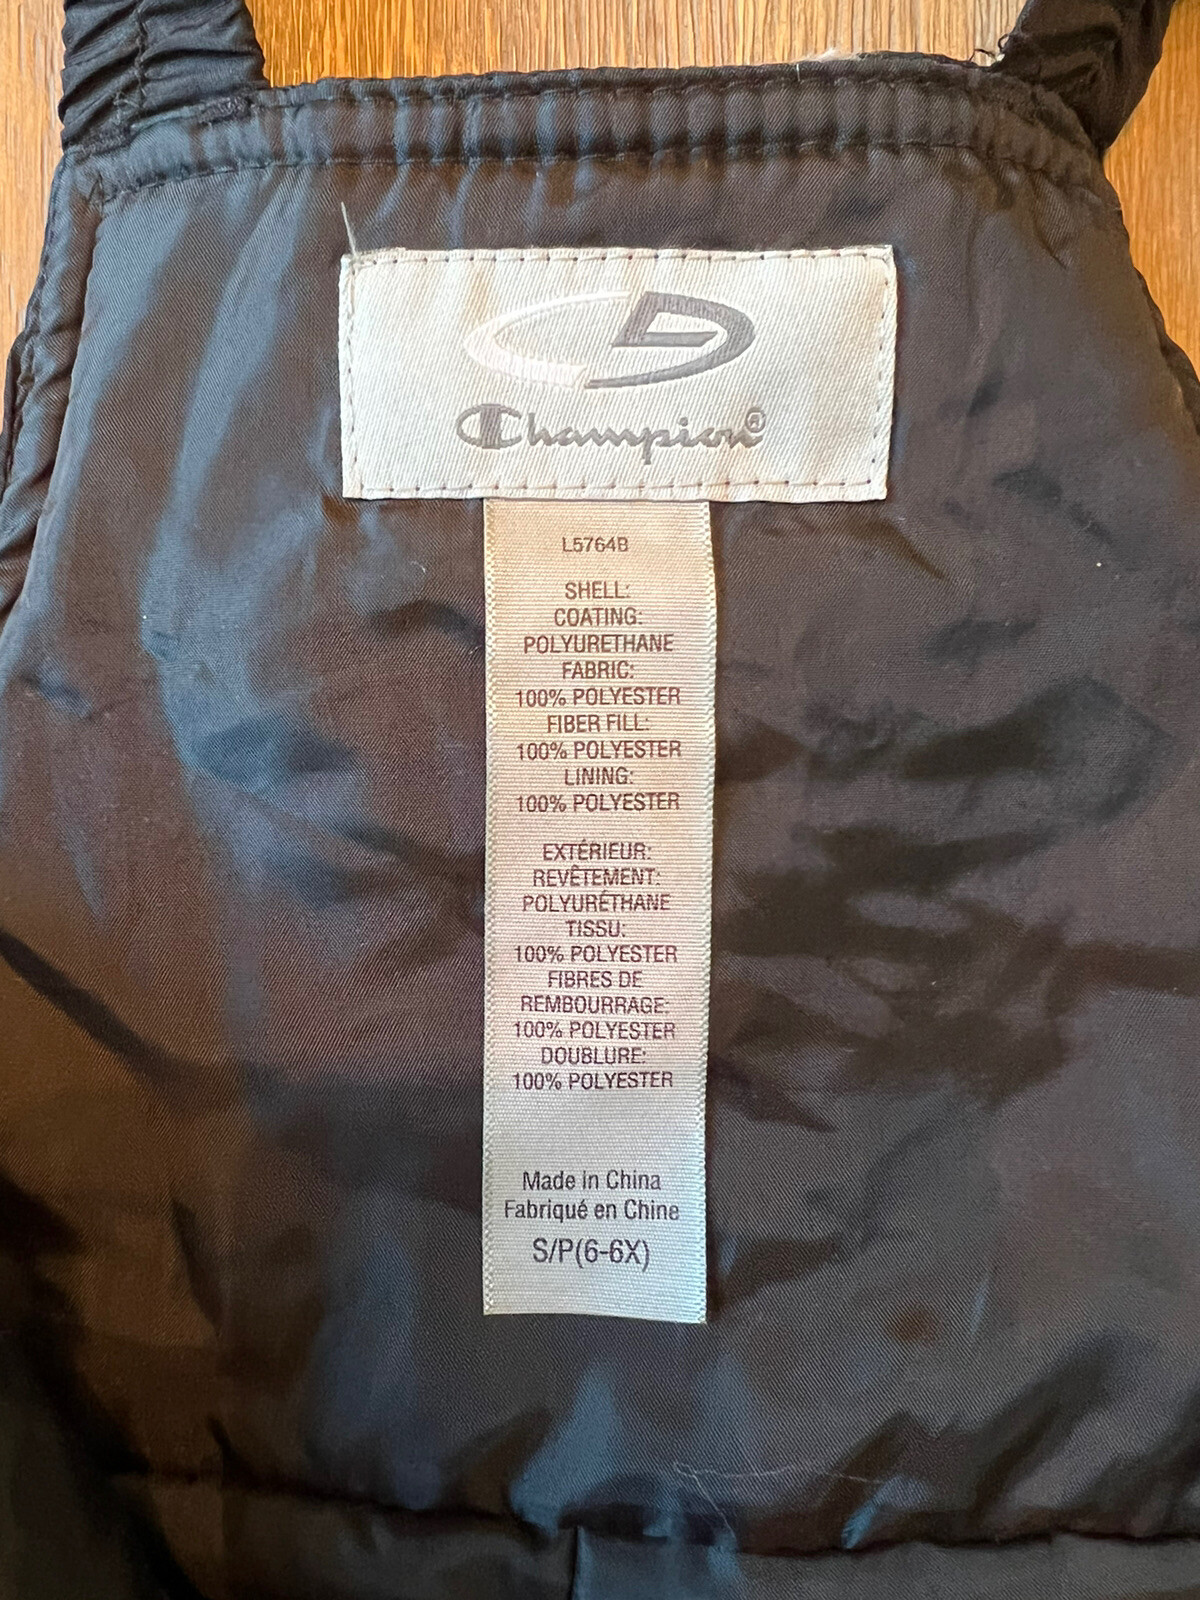 Champion®
L5764B
SHELL:
COATING:
POLYURETHANE
FABRIC:
100% POLYESTER
FIBER FILL:
100% POLYESTER
LINING:
100% POLYESTER
EXTÉRIEUR:
REVÊTEMENT:
POLYURÉTHANE
TISSU:
100% POLYESTER
FIBRES DE
REMBOURRAGE:
100% POLYESTER
DOUBLURE:
100% POLYESTER
Made in China
Fabriqué en Chine
S/P(6-6X)